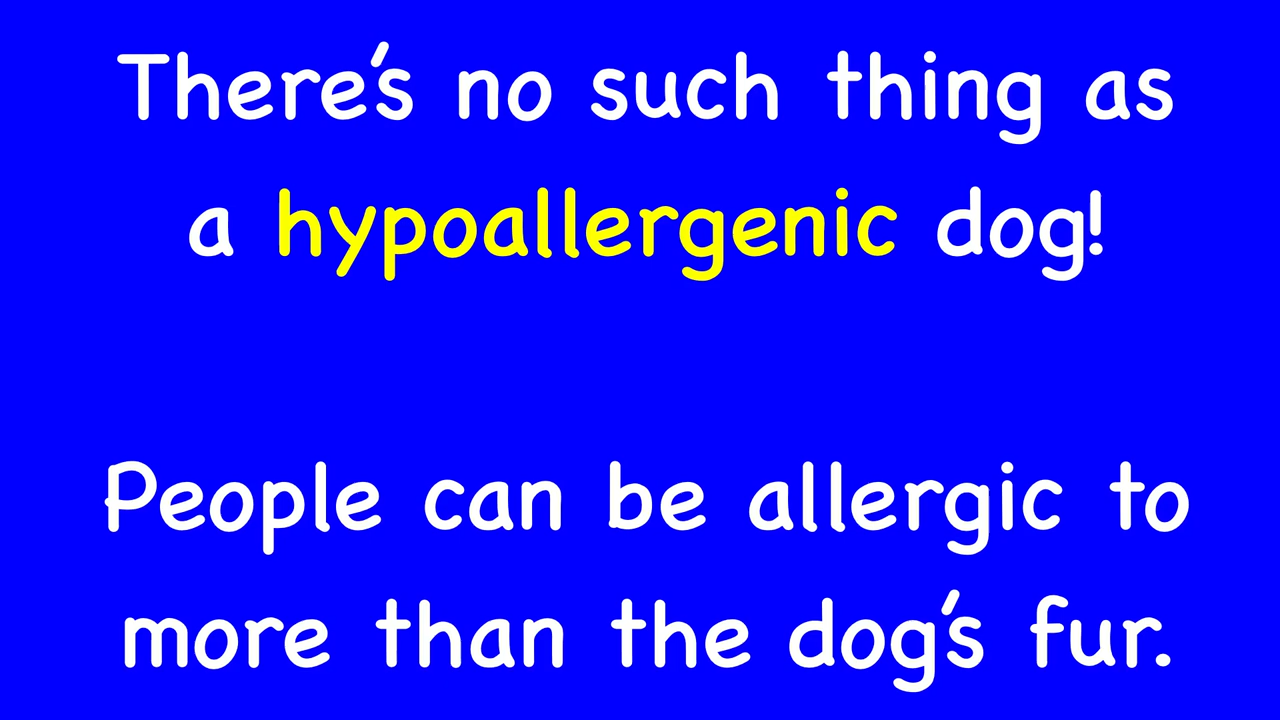 There's no such thing as
a hypoallergenic dog!
People can be allergic to
more than the dog's fur.